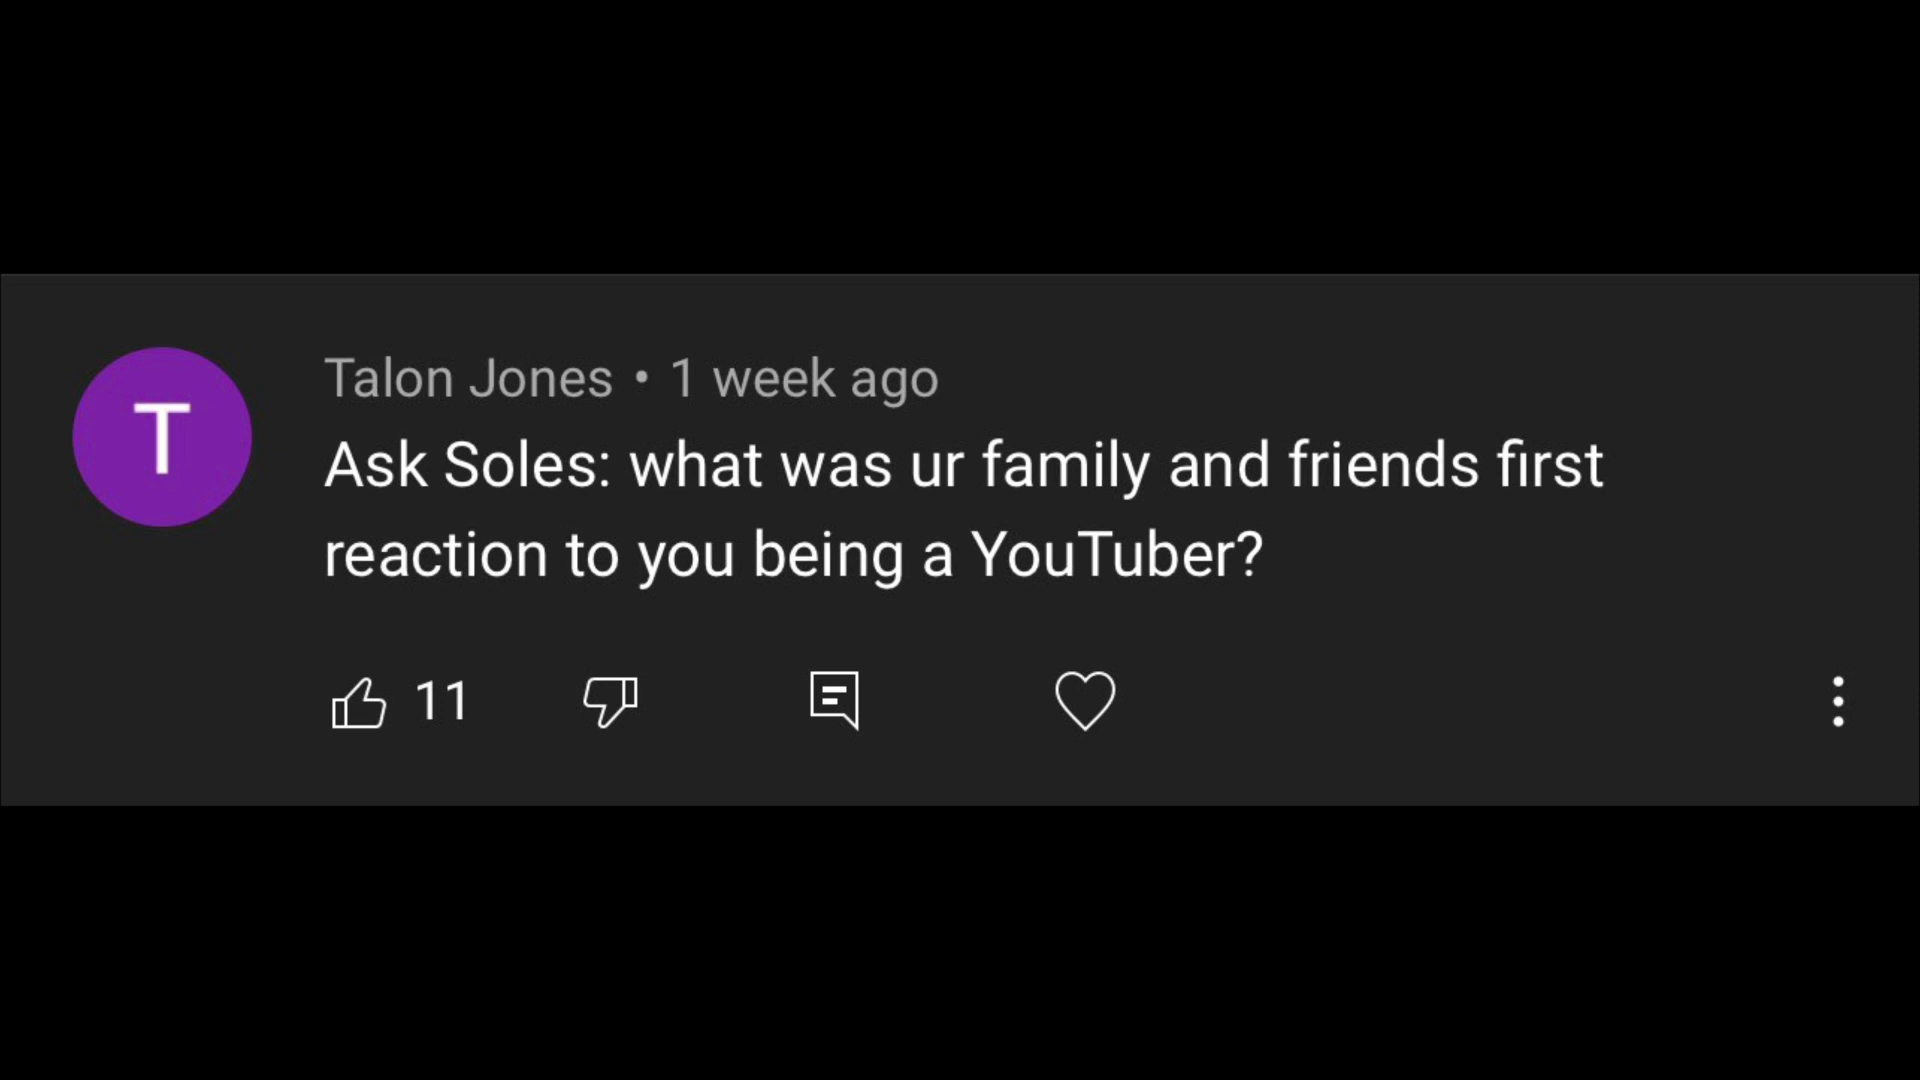 T
Talon Jones • 1 week ago
Ask Soles: what was ur family and friends first
reaction to you being a YouTuber?
11